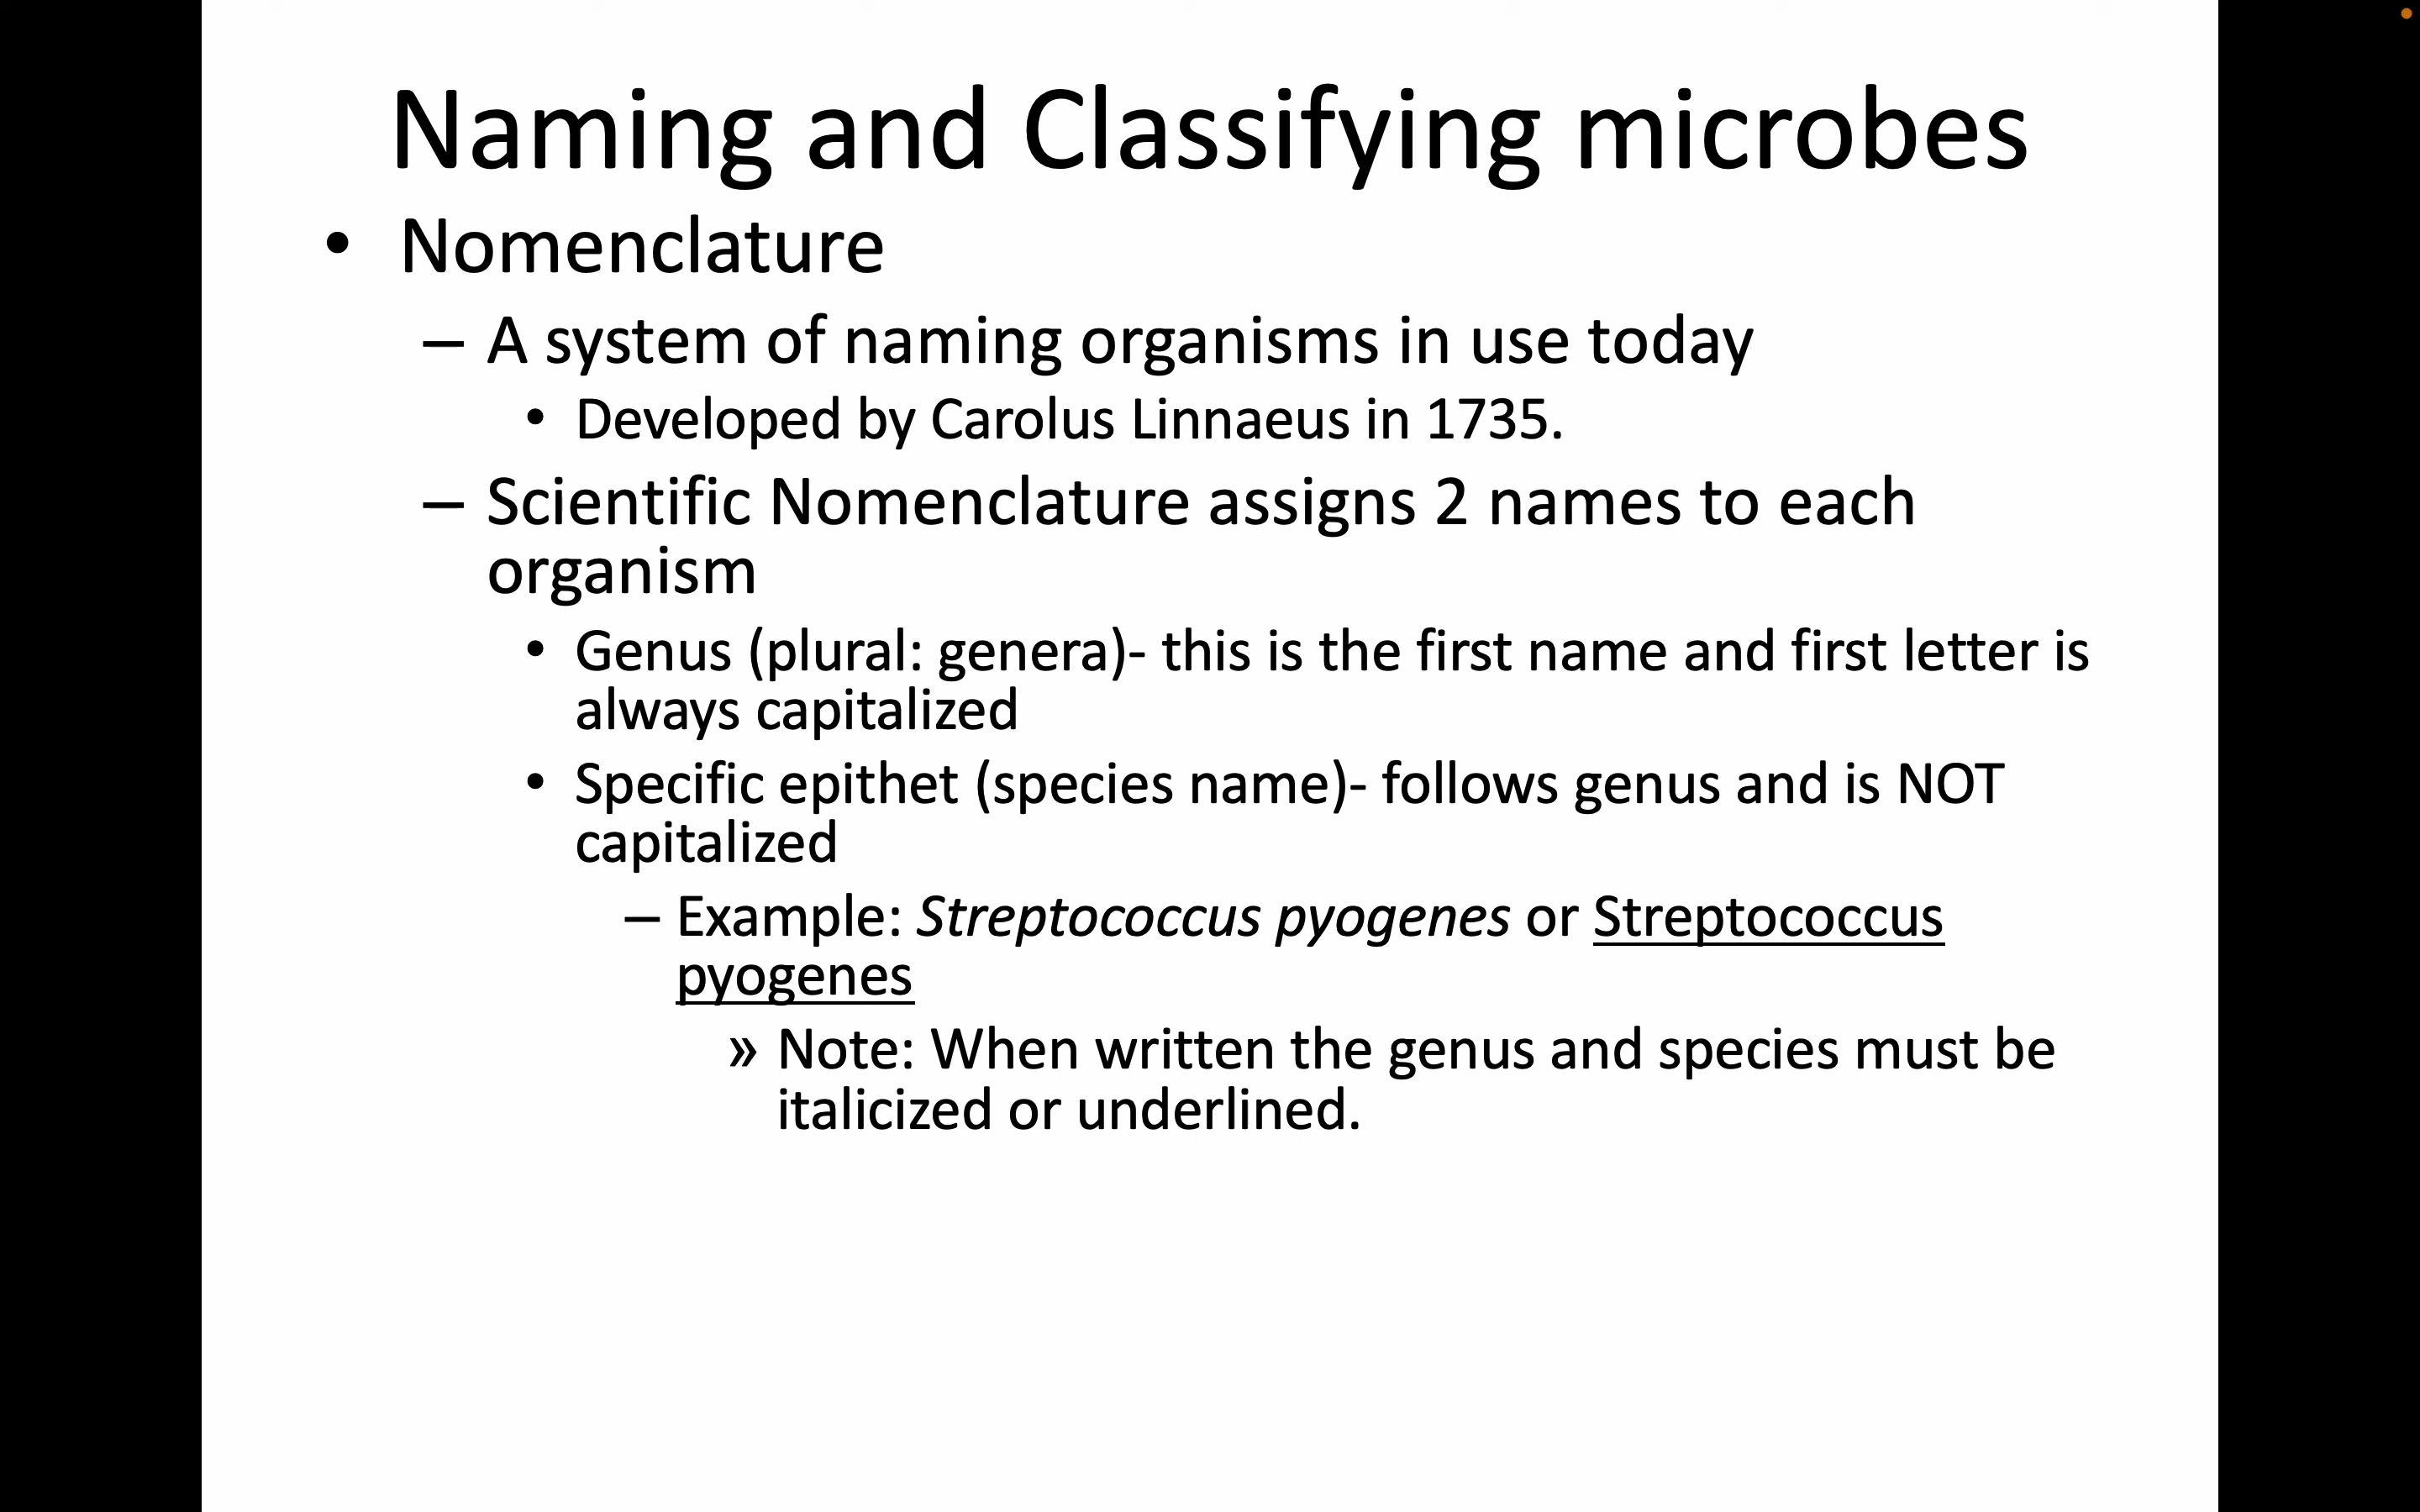 Naming and Classifying microbes
• Nomenclature
– A system of naming organisms in use today
• Developed by Carolus Linnaeus in 1735.
– Scientific Nomenclature assigns 2 names to each
organism
• Genus (plural: genera)- this is the first name and first letter is
always capitalized
• Specific epithet (species name)- follows genus and is NOT
capitalized
– Example: Streptococcus pyogenes or Streptococcus
pyogenes
» Note: When written the genus and species must be
italicized or underlined.